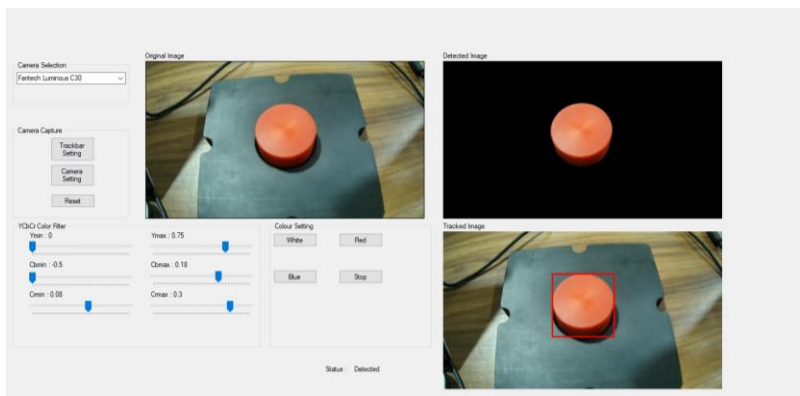 Original Image
Detected Image
Camera Selection
Fantech Luminous C30
Camera Capture
Trackbar
Setting
Camera
Setting
Reset
YCbCr Color Filter
Ymin : 0
Ymax : 0.75
Cbmin : -0.5
Cbmax : 0.18
Crmin : 0.08
Crmax : 0.3
Colour Setting
White
Red
Blue
Stop
Tracked Image
Status : Detected